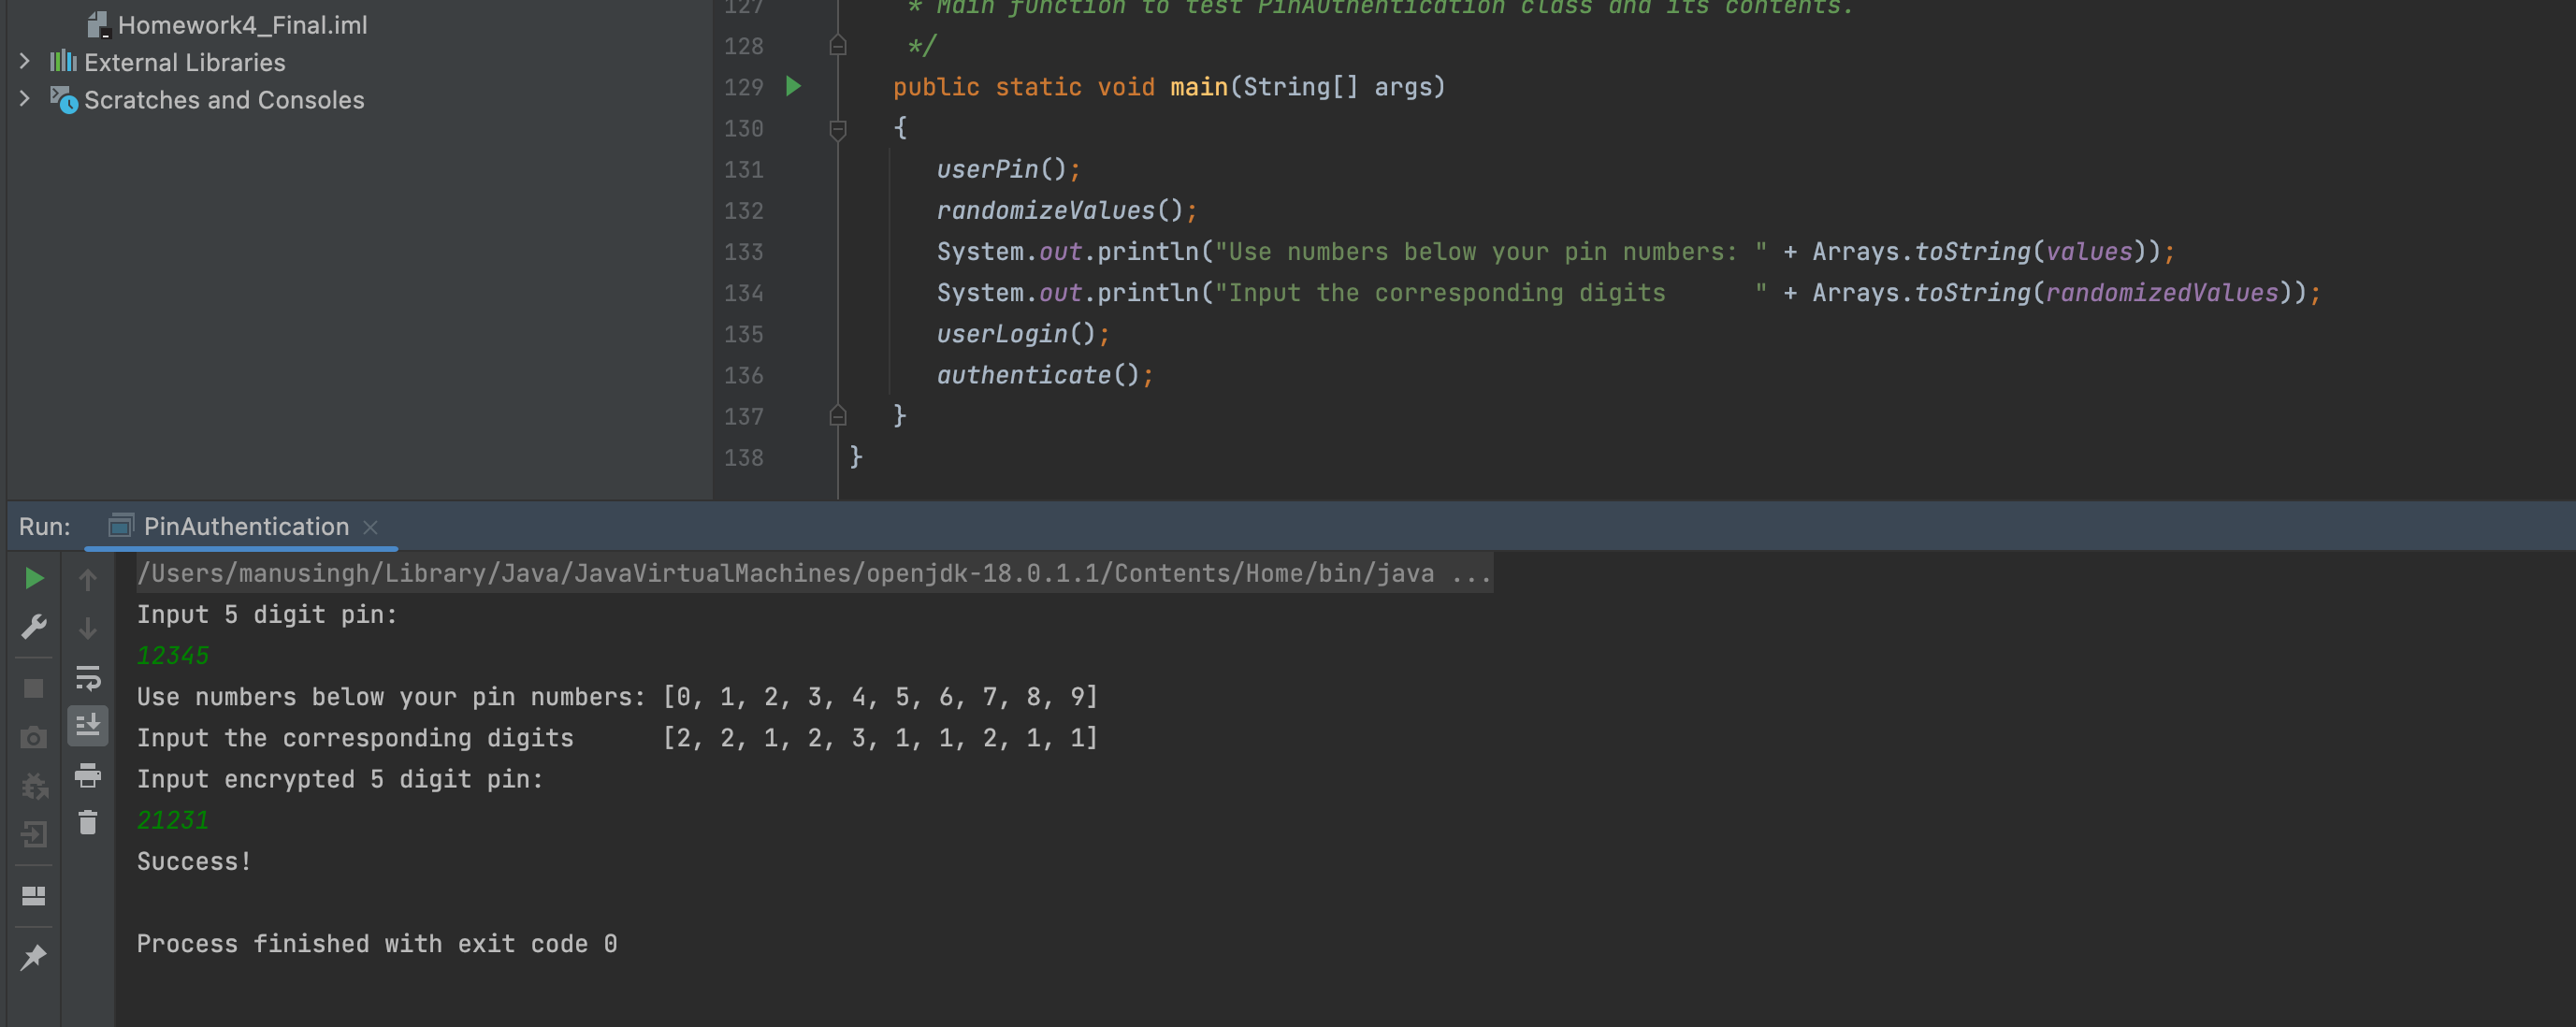 Homework4_Final.iml
External Libraries
Scratches and Consoles
127 * Main function to test PinAuthentication class and its contents.
128 */
129 public static void main(String[] args)
130 {
131 userPin();
132 randomizeValues();
133 System.out.println("Use numbers below your pin numbers: " + Arrays.toString(values));
134 System.out.println("Input the corresponding digits      " + Arrays.toString(randomizedValues));
135 userLogin();
136 authenticate();
137 }
138 }
Run: PinAuthentication
/Users/manusingh/Library/Java/JavaVirtualMachines/openjdk-18.0.1.1/Contents/Home/bin/java ...
Input 5 digit pin:
12345
Use numbers below your pin numbers: [0, 1, 2, 3, 4, 5, 6, 7, 8, 9]
Input the corresponding digits      [2, 2, 1, 2, 3, 1, 1, 2, 1, 1]
Input encrypted 5 digit pin:
21231
Success!
Process finished with exit code 0